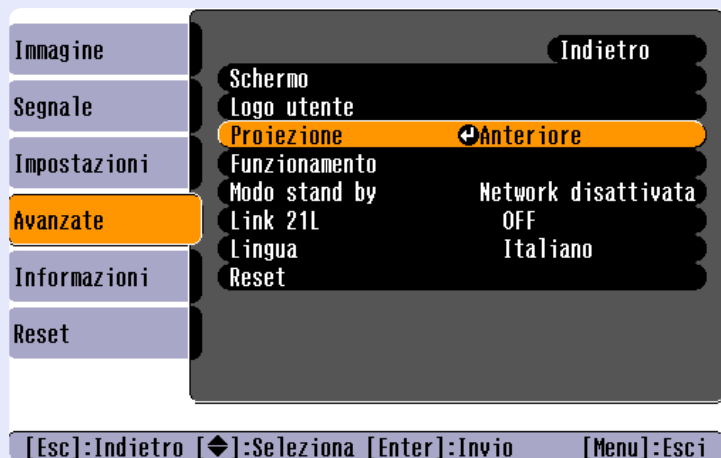 Immagine
Segnale
Impostazioni
Avanzate
Informazioni
Reset
Indietro
Schermo
Logo utente
Proiezione Anteriore
Funzionamento
Modo stand by Network disattivata
Link 21L OFF
Lingua Italiano
Reset
[Esc]:Indietro [◆]:Seleziona [Enter]:Invio [Menu]:Esci